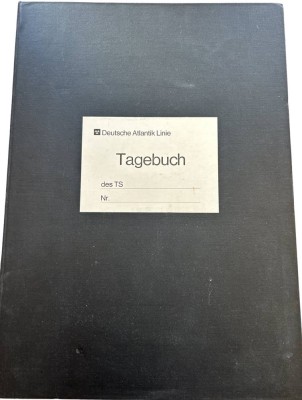 Deutsche Atlantik Linie
Tagebuch
des TS
Nr.